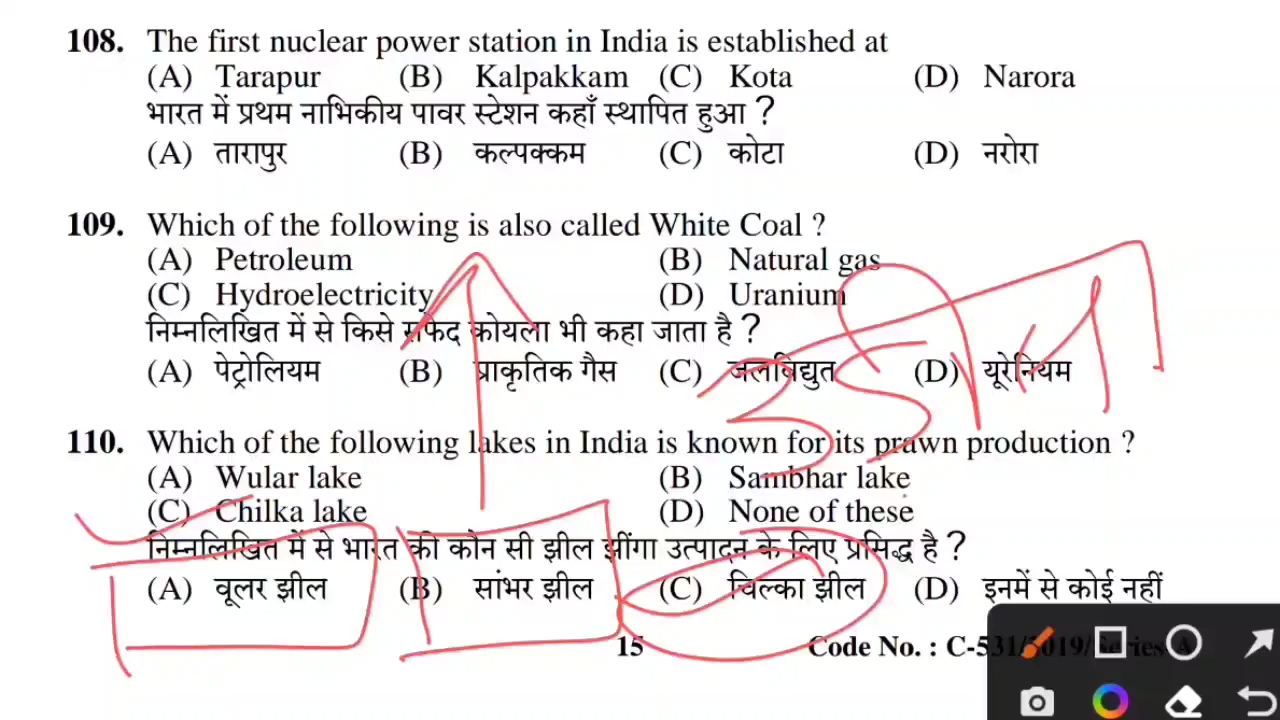 108. The first nuclear power station in India is established at
(A) Tarapur (B) Kalpakkam (C) Kota (D) Narora
भारत में प्रथम नाभिकीय पावर स्टेशन कहाँ स्थापित हुआ ?
(A) तारापुर (B) कल्पक्कम (C) कोटा (D) नरोरा
109. Which of the following is also called White Coal ?
(A) Petroleum (B) Natural gas
(C) Hydroelectricity (D) Uranium
निम्नलिखित में से किसे सफेद कोयला भी कहा जाता है ?
(A) पेट्रोलियम (B) प्राकृतिक गैस (C) जलविद्युत (D) यूरेनियम
110. Which of the following lakes in India is known for its prawn production ?
(A) Wular lake (B) Sambhar lake
(C) Chilka lake (D) None of these
निम्नलिखित में से भारत की कौन सी झील झींगा उत्पादन के लिए प्रसिद्ध है ?
(A) वूलर झील (B) सांभर झील (C) चिल्का झील (D) इनमें से कोई नहीं
15 Code No. : C-531/